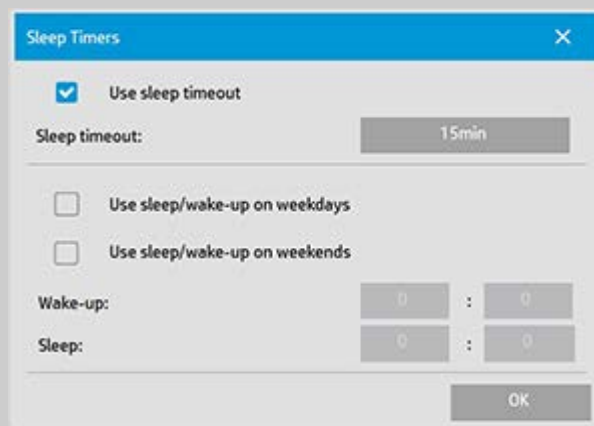 Sleep Timers
Use sleep timeout
Sleep timeout: 15min
Use sleep/wake-up on weekdays
Use sleep/wake-up on weekends
Wake-up: 0 : 0
Sleep: 0 : 0
OK